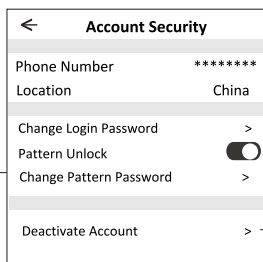 Account Security
Phone Number ********
Location China
Change Login Password >
Pattern Unlock
Change Pattern Password >
Deactivate Account >